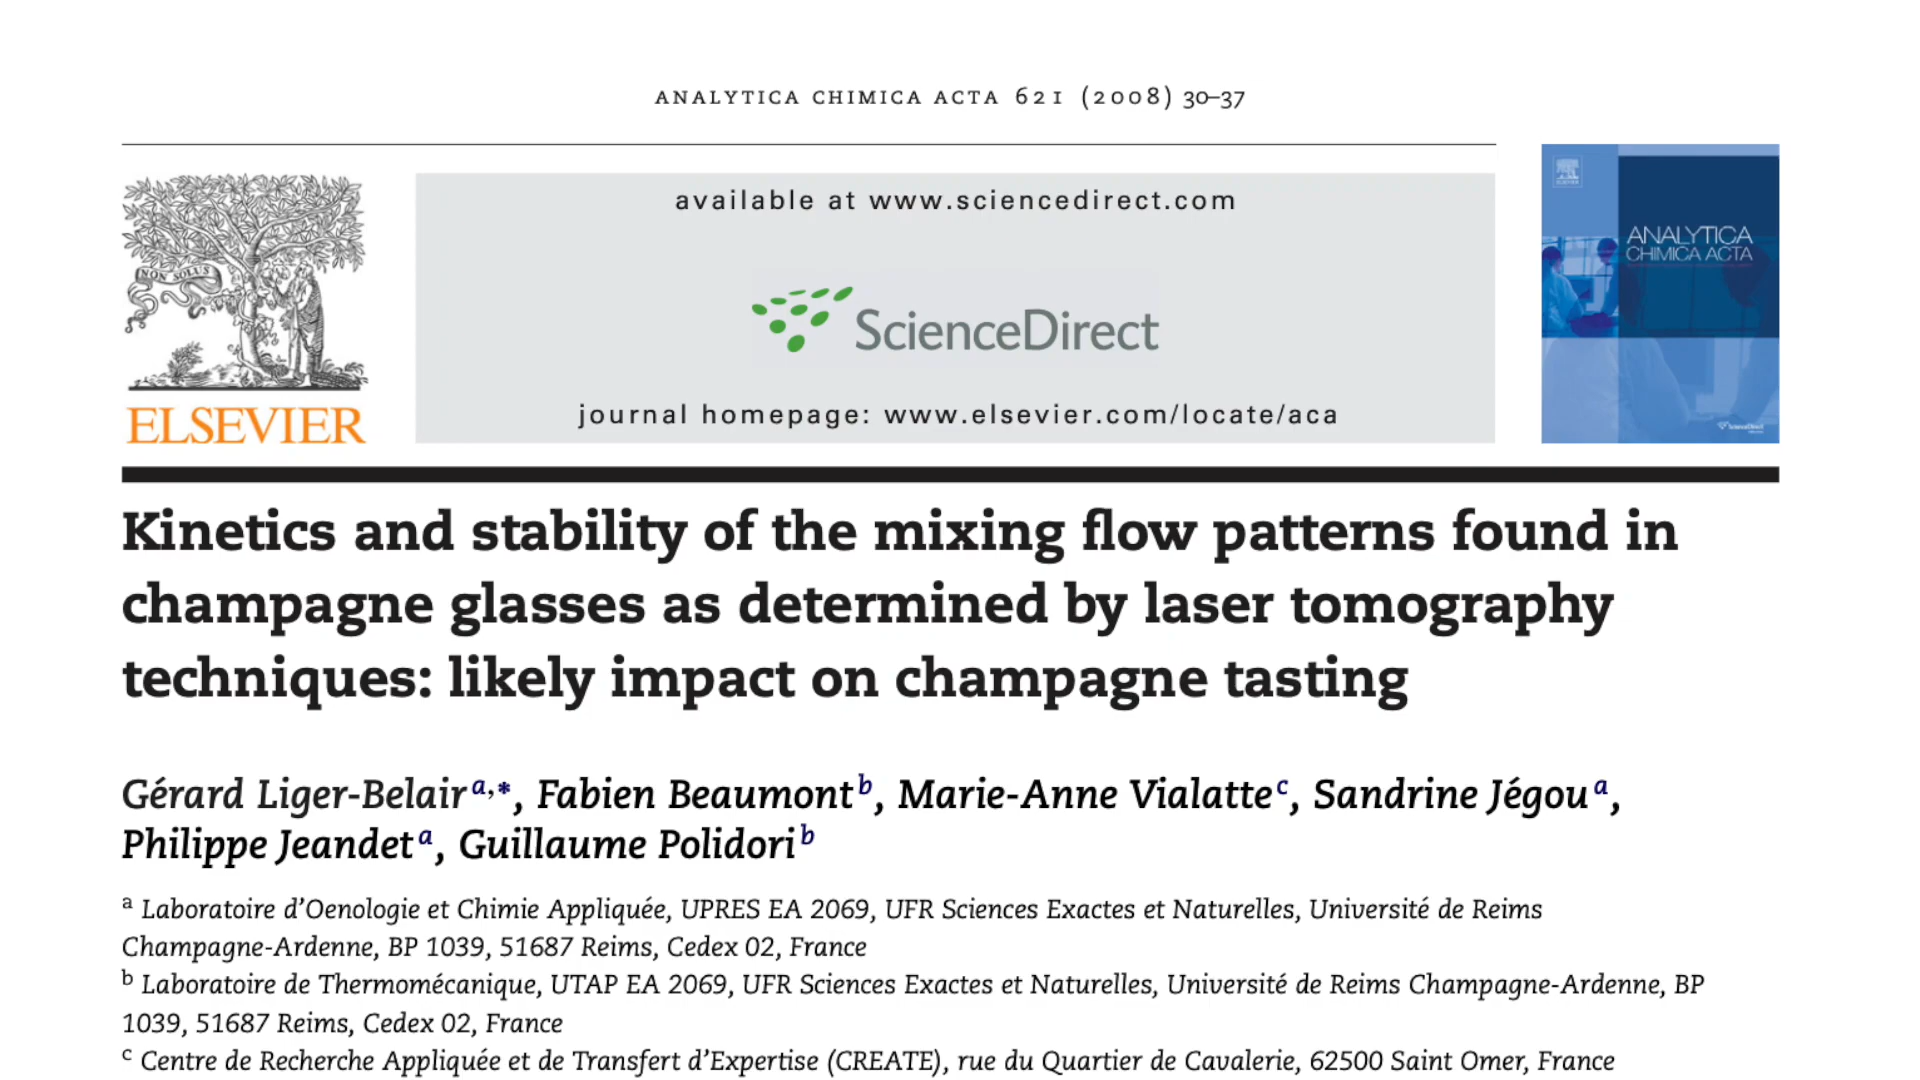 ANALYTICA CHIMICA ACTA 621 (2008) 30–37
available at www.sciencedirect.com
NON SOLUS
ELSEVIER
ScienceDirect
journal homepage: www.elsevier.com/locate/aca
ELSEVIER
ANALYTICA
CHIMICA ACTA
ScienceDirect
Kinetics and stability of the mixing flow patterns found in
champagne glasses as determined by laser tomography
techniques: likely impact on champagne tasting
Gérard Liger-Belair a,*, Fabien Beaumont b, Marie-Anne Vialatte c, Sandrine Jégou a,
Philippe Jeandet a, Guillaume Polidori b
a Laboratoire d’Oenologie et Chimie Appliquée, UPRES EA 2069, UFR Sciences Exactes et Naturelles, Université de Reims
Champagne-Ardenne, BP 1039, 51687 Reims, Cedex 02, France
b Laboratoire de Thermomécanique, UTAP EA 2069, UFR Sciences Exactes et Naturelles, Université de Reims Champagne-Ardenne, BP
1039, 51687 Reims, Cedex 02, France
c Centre de Recherche Appliquée et de Transfert d’Expertise (CREATE), rue du Quartier de Cavalerie, 62500 Saint Omer, France